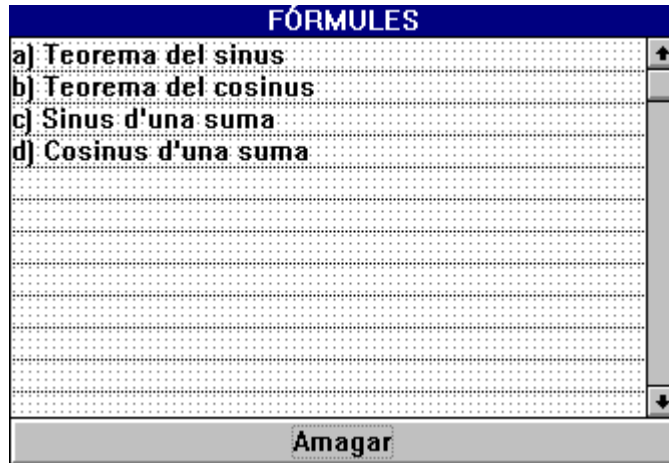 FÓRMULES
a) Teorema del sinus
b) Teorema del cosinus
c) Sinus d'una suma
d) Cosinus d'una suma
Amagar